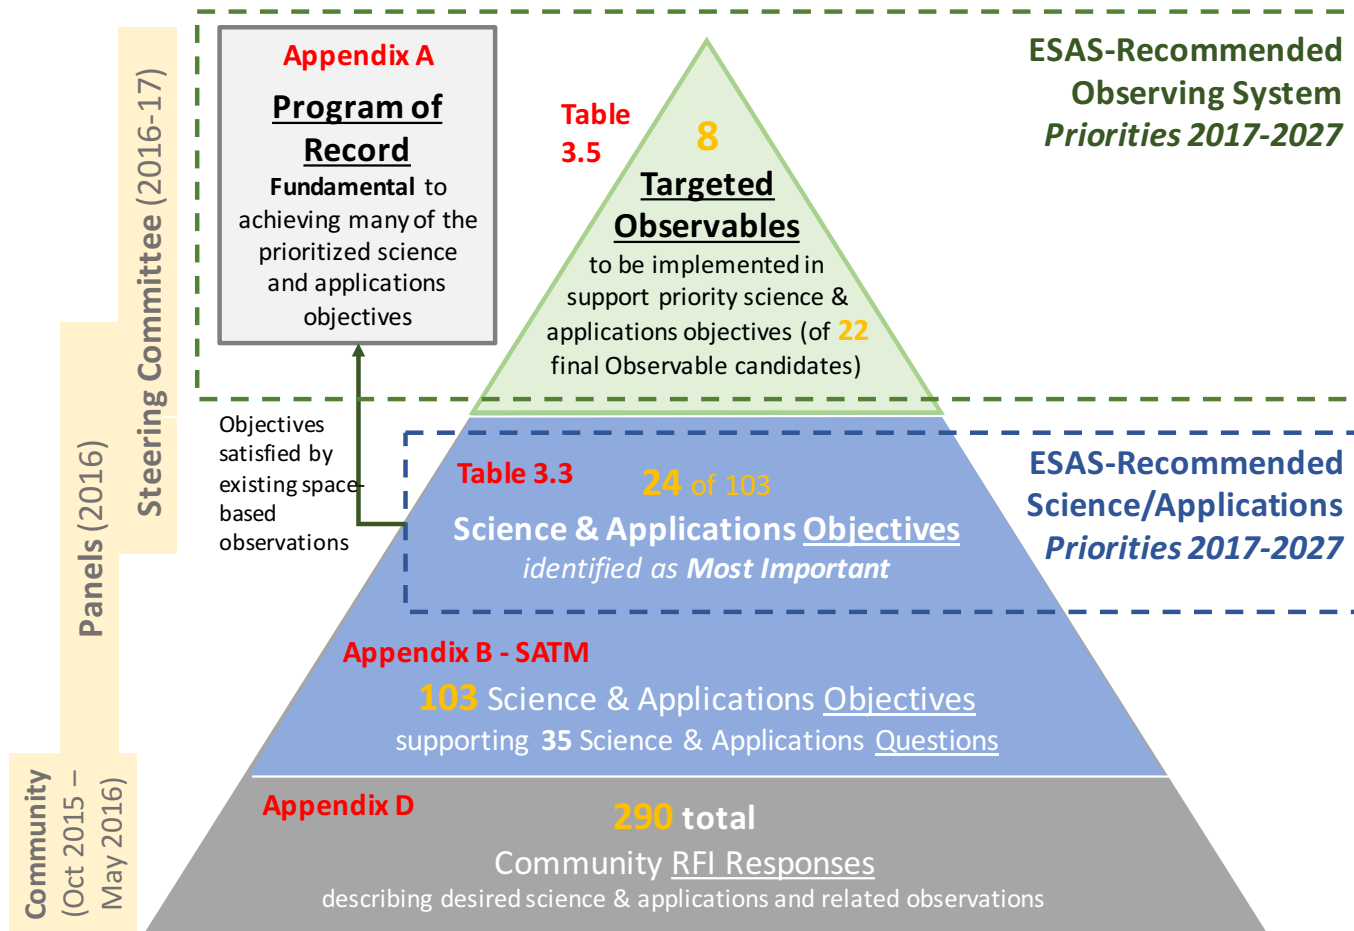 Appendix A
Program of
Record
Fundamental to
achieving many of the
prioritized science
and applications
objectives
Table
3.5
8
Targeted
Observables
to be implemented in
support priority science &
applications objectives (of 22
final Observable candidates)
ESAS-Recommended
Observing System
Priorities 2017-2027
Steering Committee (2016-17)
Panels (2016)
Community
(Oct 2015 –
May 2016)
Objectives
satisfied by
existing space-
based
observations
Table 3.3
24 of 103
Science & Applications Objectives
identified as Most Important
ESAS-Recommended
Science/Applications
Priorities 2017-2027
Appendix B - SATM
103 Science & Applications Objectives
supporting 35 Science & Applications Questions
Appendix D
290 total
Community RFI Responses
describing desired science & applications and related observations